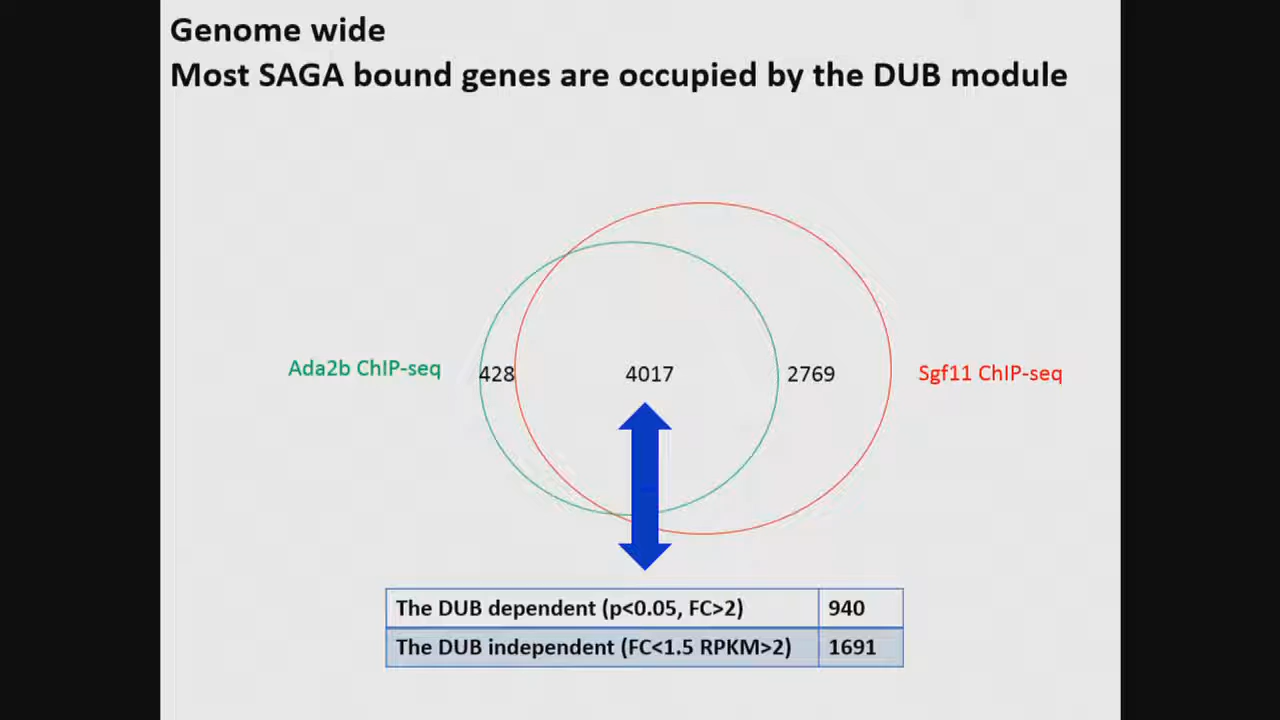 Genome wide
Most SAGA bound genes are occupied by the DUB module
Ada2b ChIP-seq
428
4017
2769
Sgf11 ChIP-seq
The DUB dependent (p<0.05, FC>2) 940
The DUB independent (FC<1.5 RPKM>2) 1691